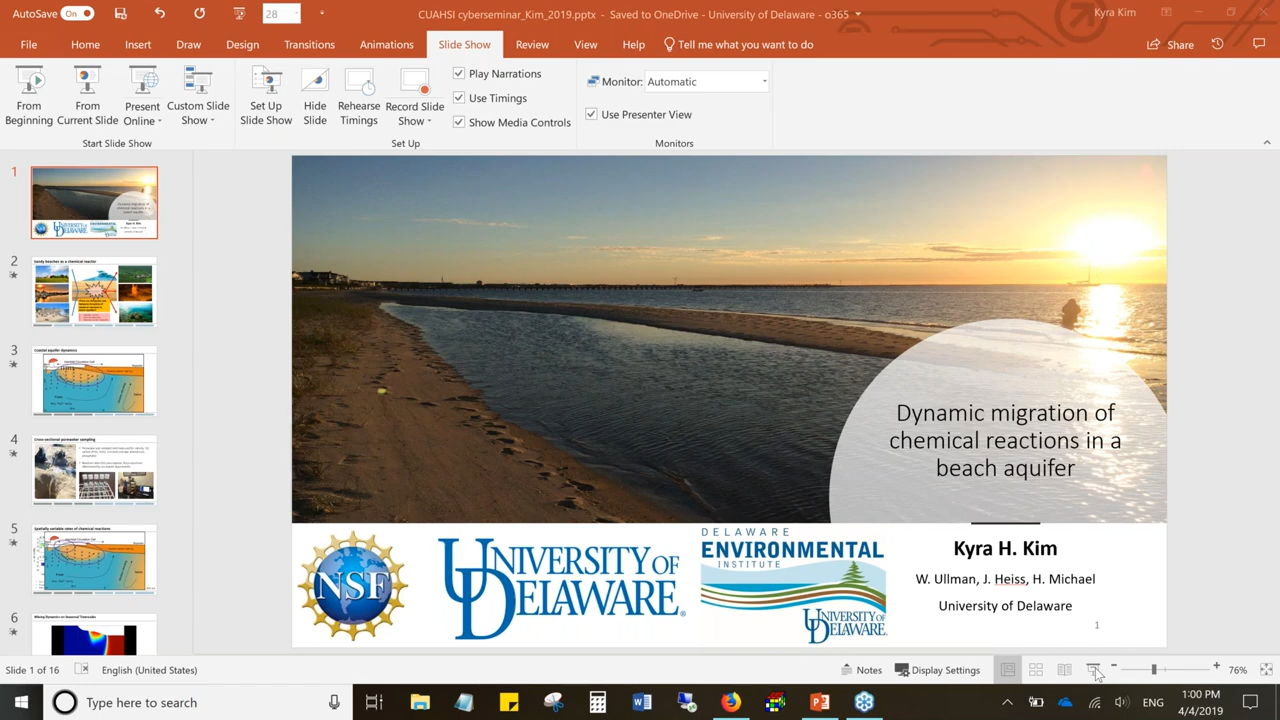 AutoSave On
28
CUAHSI cyberseminar_Kim_2019.pptx - Saved to OneDrive - University of Delaware - o365
Kyra Kim
File Home Insert Draw Design Transitions Animations Slide Show Review View Help Tell me what you want to do
Share
From Beginning
From Current Slide
Present Online
Custom Slide Show
Set Up Slide Show
Hide Slide
Rehearse Timings
Record Slide Show
Play Narrations
Use Timings
Show Media Controls
Monitor: Automatic
Use Presenter View
Start Slide Show
Set Up
Monitors
1
2
Sandy beaches as a chemical reactor
3
Coastal aquifer dynamics
4
Cross-sectional porewater sampling
5
Spatially variable rates of chemical reactions
6
Mixing Dynamics on Seasonal Timescales
Dynamic migration of
chemical reactions in a
beach aquifer
NSF
UNIVERSITY OF
DELAWARE
DELAWARE
ENVIRONMENTAL
INSTITUTE
UNIVERSITY OF
DELAWARE
Kyra H. Kim
W. Ullman, J. Heiss, H. Michael
University of Delaware
1
Slide 1 of 16
English (United States)
Notes
Display Settings
76%
Type here to search
ENG
1:00 PM
4/4/2019